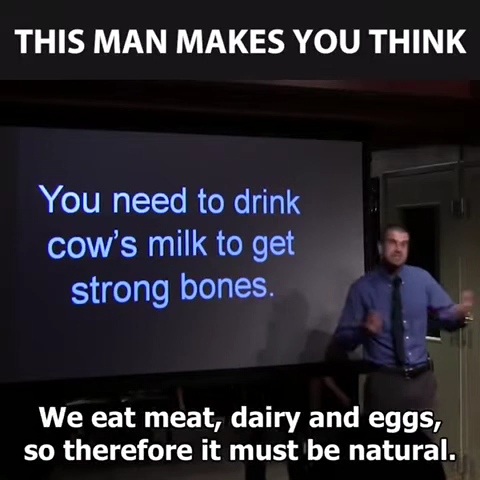 THIS MAN MAKES YOU THINK
You need to drink
cow's milk to get
strong bones.
We eat meat, dairy and eggs,
so therefore it must be natural.